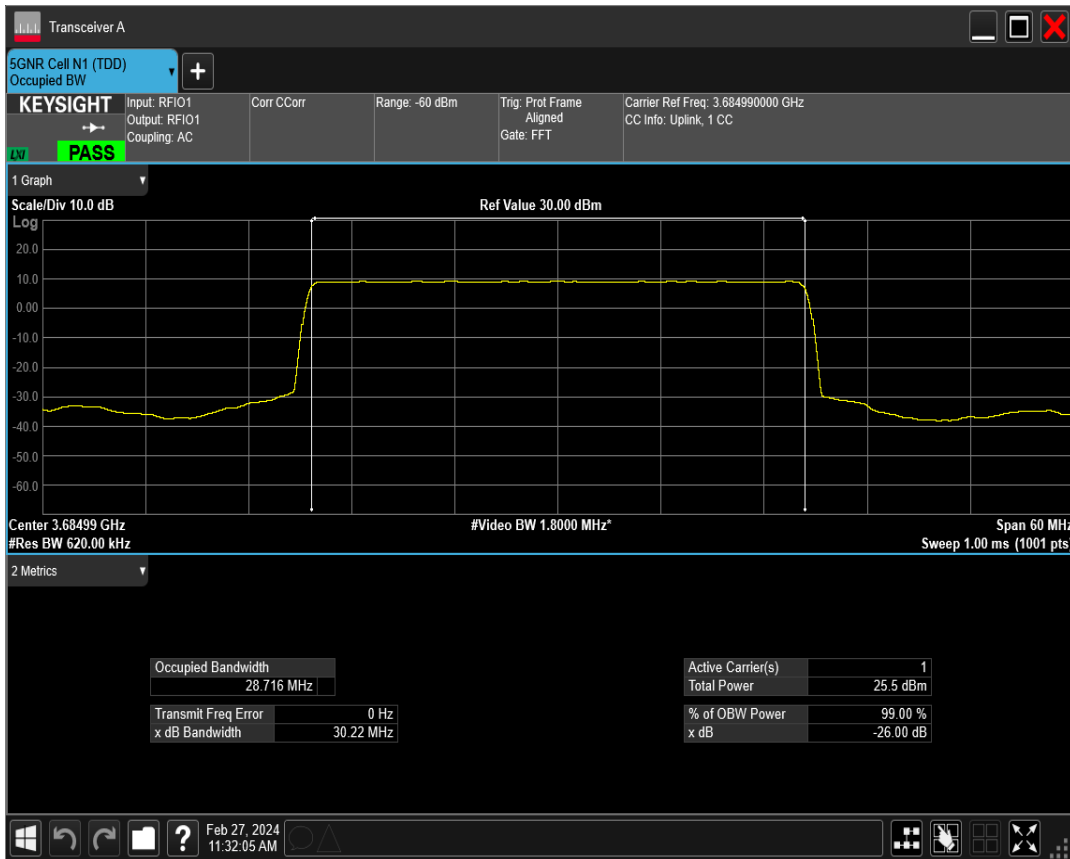 Transceiver A
5GNR Cell N1 (TDD)
Occupied BW
+
KEYSIGHT
LXI
PASS
Input: RFIO1
Output: RFIO1
Coupling: AC
Corr CCorr
Range: -60 dBm
Trig: Prot Frame
Aligned
Gate: FFT
Carrier Ref Freq: 3.684990000 GHz
CC Info: Uplink, 1 CC
1 Graph
Scale/Div 10.0 dB
Ref Value 30.00 dBm
Log
20.0
10.0
0.00
-10.0
-20.0
-30.0
-40.0
-50.0
-60.0
Center 3.68499 GHz
#Video BW 1.8000 MHz*
Span 60 MHz
#Res BW 620.00 kHz
Sweep 1.00 ms (1001 pts)
2 Metrics
Occupied Bandwidth
28.716 MHz
Transmit Freq Error 0 Hz
x dB Bandwidth 30.22 MHz
Active Carrier(s) 1
Total Power 25.5 dBm
% of OBW Power 99.00 %
x dB -26.00 dB
?
Feb 27, 2024
11:32:05 AM